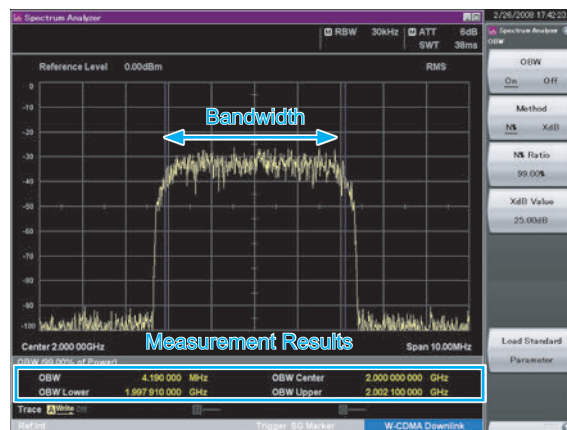 Spectrum Analyzer
2/26/2008 17:42:23
MRBW 30kHz MATT 6dB
SWT 38ms
Spectrum Analyzer
OBW
Reference Level 0.00dBm RMS
OBW
On Off
0
-10
Bandwidth
Method
N% XdB
-20
-30
N% Ratio
99.00%
-40
XdB Value
25.00dB
-50
-60
-70
-80
-90
-100
Measurement Results
Center 2.000 00GHz Span 10.00MHz
Load Standard
Parameter
OBW (99.00% of Power)
OBW 4.190 000 MHz OBW Center 2.000 000 000 GHz
OBW Lower 1.997 910 000 GHz OBW Upper 2.002 100 000 GHz
Trace A Write
Ref.Int Trigger SG Marker W-CDMA Downlink